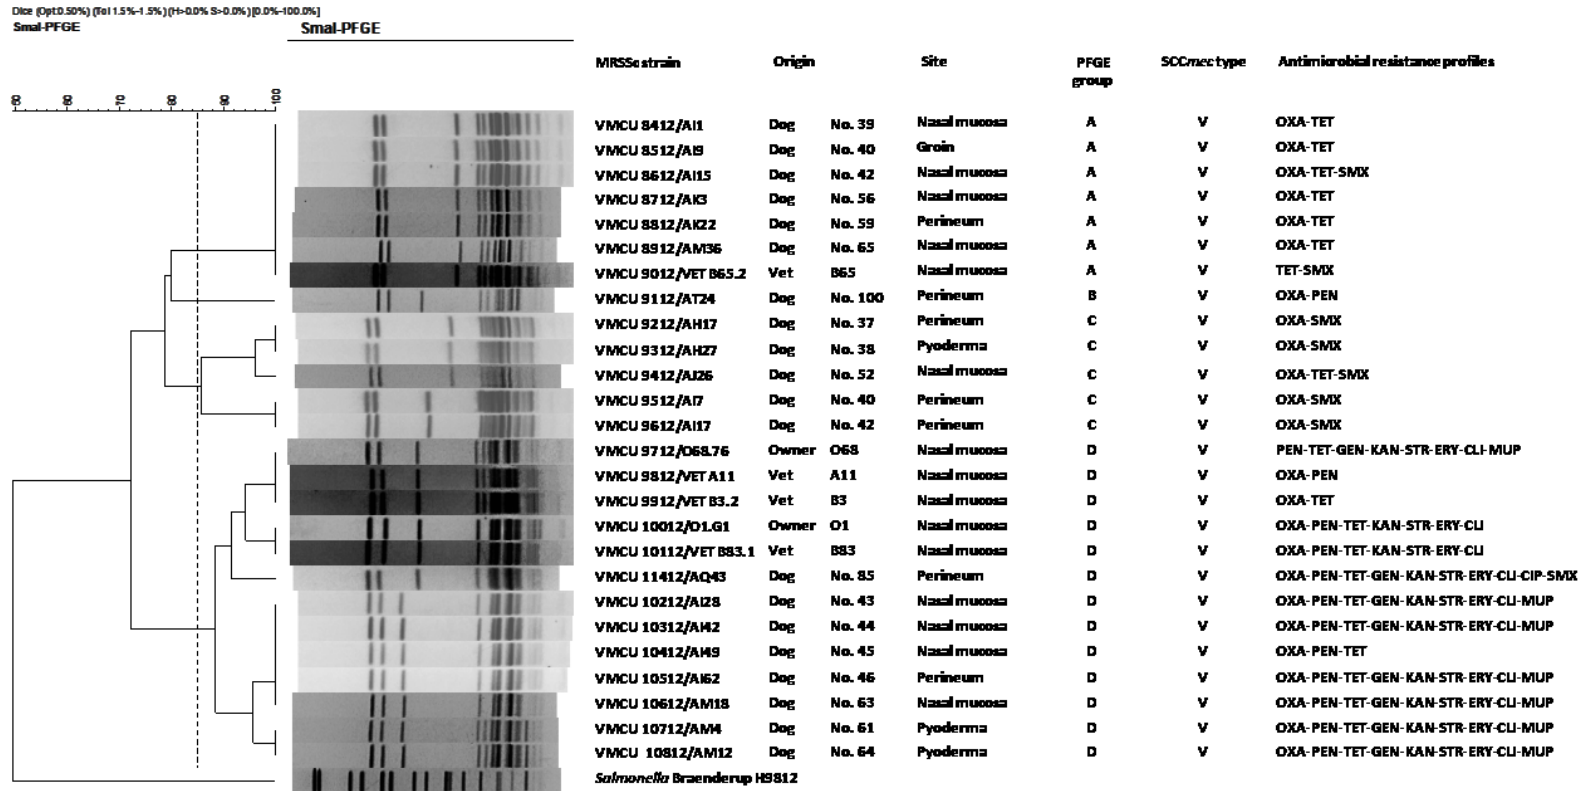 Dice (Opt:0.50%) (Tol 1.5%-1.5%) (H>0.0% S>0.0%) [0.0%-100.0%]
SmaI-PFGE SmaI-PFGE
MRSSc strain Origin Site PFGE group SCCmec type Antimicrobial resistance profiles
60 70 80 90 100
VMCU 8412/AI1 Dog No. 39 Nasal mucosa A V OXA-TET
VMCU 8512/AI9 Dog No. 40 Groin A V OXA-TET
VMCU 8612/AI15 Dog No. 42 Nasal mucosa A V OXA-TET-SMX
VMCU 8712/AK3 Dog No. 56 Nasal mucosa A V OXA-TET
VMCU 8812/AK22 Dog No. 59 Perineum A V OXA-TET
VMCU 8912/AM36 Dog No. 65 Nasal mucosa A V OXA-TET
VMCU 9012/VET B65.2 Vet B65 Nasal mucosa A V TET-SMX
VMCU 9112/AT24 Dog No. 100 Perineum B V OXA-PEN
VMCU 9212/AH17 Dog No. 37 Perineum C V OXA-SMX
VMCU 9312/AH27 Dog No. 38 Pyoderma C V OXA-SMX
VMCU 9412/AJ26 Dog No. 52 Nasal mucosa C V OXA-TET-SMX
VMCU 9512/AI7 Dog No. 40 Perineum C V OXA-SMX
VMCU 9612/AI17 Dog No. 42 Perineum C V OXA-SMX
VMCU 9712/O68.76 Owner O68 Nasal mucosa D V PEN-TET-GEN-KAN-STR-ERY-CLI-MUP
VMCU 9812/VET A11 Vet A11 Nasal mucosa D V OXA-PEN
VMCU 9912/VET B3.2 Vet B3 Nasal mucosa D V OXA-TET
VMCU 10012/O1.G1 Owner O1 Nasal mucosa D V OXA-PEN-TET-KAN-STR-ERY-CLI
VMCU 10112/VET B83.1 Vet B83 Nasal mucosa D V OXA-PEN-TET-KAN-STR-ERY-CLI
VMCU 11412/AQ43 Dog No. 85 Perineum D V OXA-PEN-TET-GEN-KAN-STR-ERY-CLI-CIP-SMX
VMCU 10212/AI28 Dog No. 43 Nasal mucosa D V OXA-PEN-TET-GEN-KAN-STR-ERY-CLI-MUP
VMCU 10312/AI42 Dog No. 44 Nasal mucosa D V OXA-PEN-TET-GEN-KAN-STR-ERY-CLI-MUP
VMCU 10412/AI49 Dog No. 45 Nasal mucosa D V OXA-PEN-TET
VMCU 10512/AI62 Dog No. 46 Perineum D V OXA-PEN-TET-GEN-KAN-STR-ERY-CLI-MUP
VMCU 10612/AM18 Dog No. 63 Nasal mucosa D V OXA-PEN-TET-GEN-KAN-STR-ERY-CLI-MUP
VMCU 10712/AM4 Dog No. 61 Pyoderma D V OXA-PEN-TET-GEN-KAN-STR-ERY-CLI-MUP
VMCU 10812/AM12 Dog No. 64 Pyoderma D V OXA-PEN-TET-GEN-KAN-STR-ERY-CLI-MUP
Salmonella Braenderup H9812